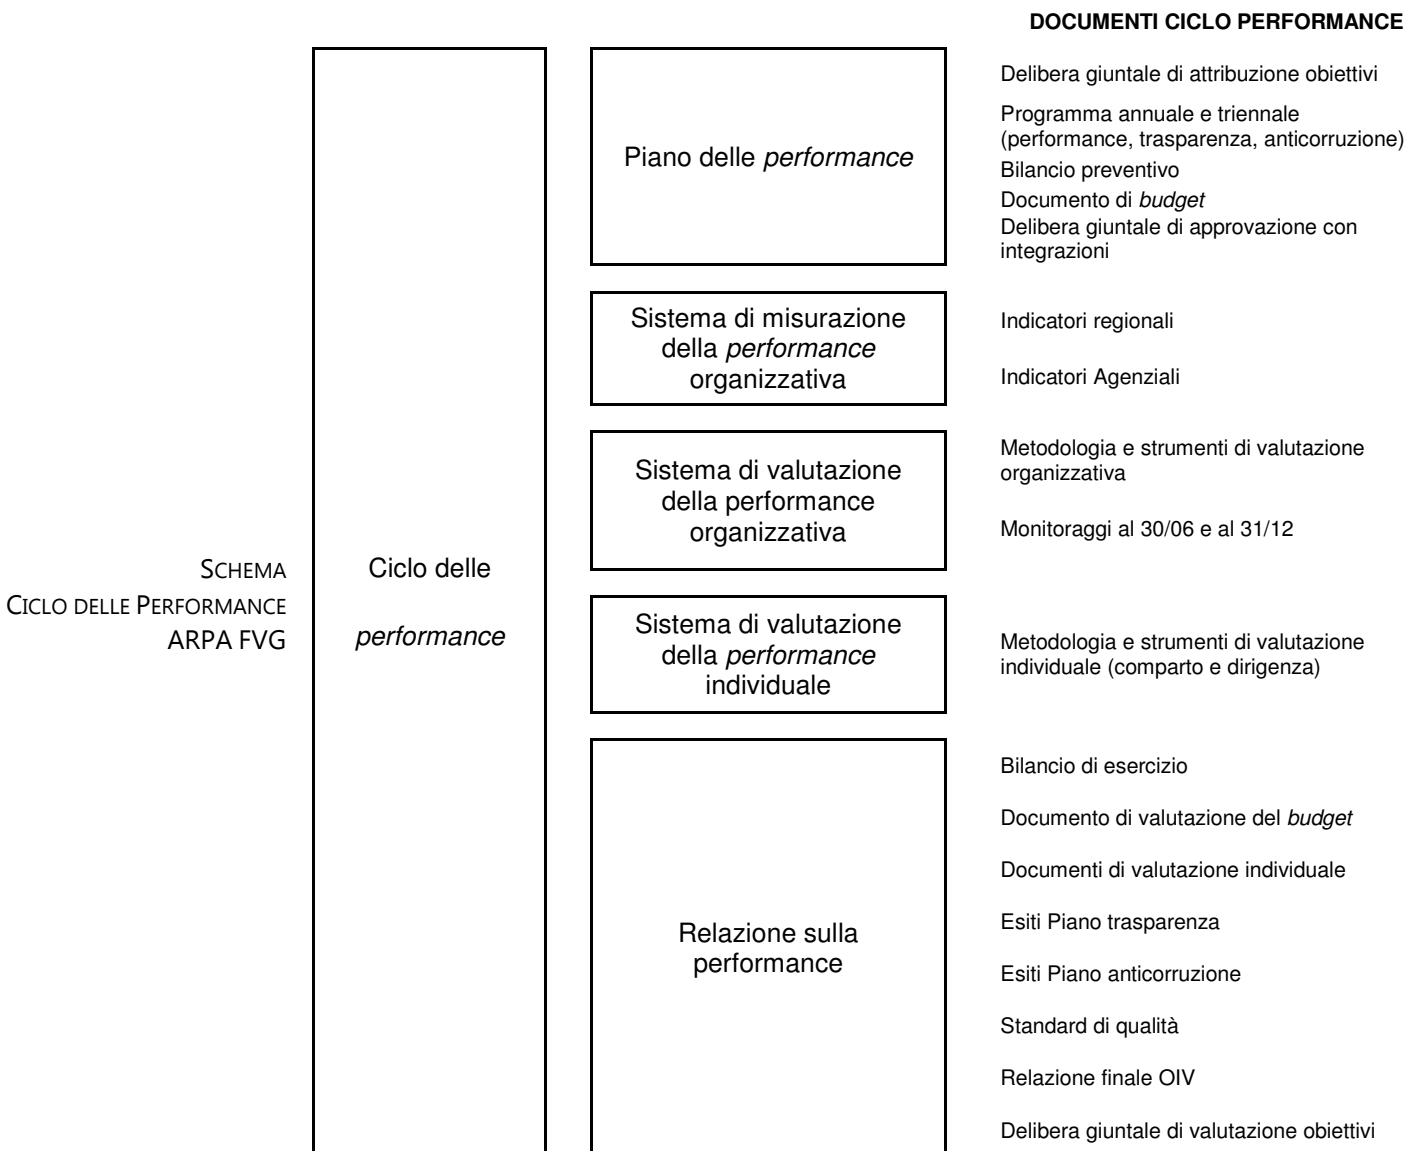 DOCUMENTI CICLO PERFORMANCE
SCHEMA
CICLO DELLE PERFORMANCE
ARPA FVG
Ciclo delle
performance
Piano delle performance
Delibera giuntale di attribuzione obiettivi
Programma annuale e triennale
(performance, trasparenza, anticorruzione)
Bilancio preventivo
Documento di budget
Delibera giuntale di approvazione con
integrazioni
Sistema di misurazione
della performance
organizzativa
Indicatori regionali
Indicatori Agenziali
Sistema di valutazione
della performance
organizzativa
Metodologia e strumenti di valutazione
organizzativa
Monitoraggi al 30/06 e al 31/12
Sistema di valutazione
della performance
individuale
Metodologia e strumenti di valutazione
individuale (comparto e dirigenza)
Relazione sulla
performance
Bilancio di esercizio
Documento di valutazione del budget
Documenti di valutazione individuale
Esiti Piano trasparenza
Esiti Piano anticorruzione
Standard di qualità
Relazione finale OIV
Delibera giuntale di valutazione obiettivi